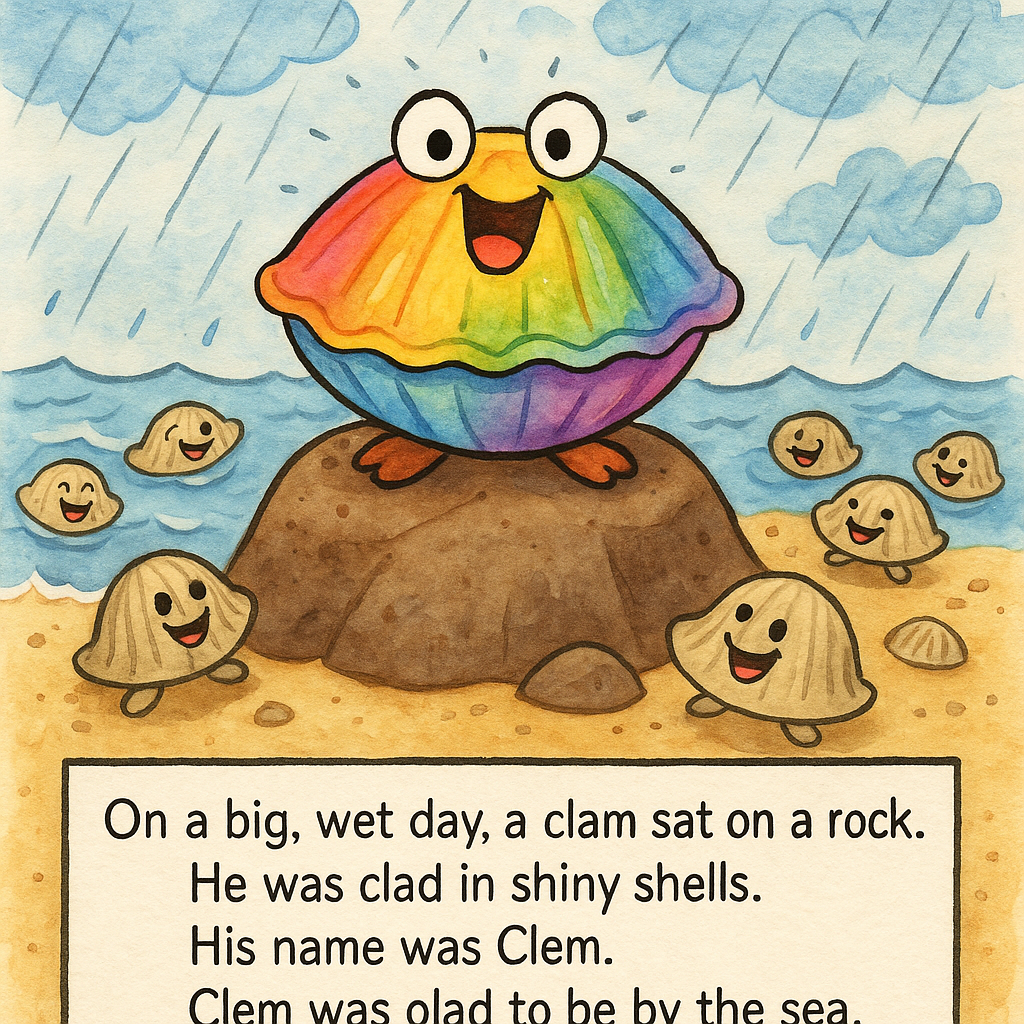 On a big, wet day, a clam sat on a rock.
He was clad in shiny shells.
His name was Clem.
Clem was glad to be by the sea.